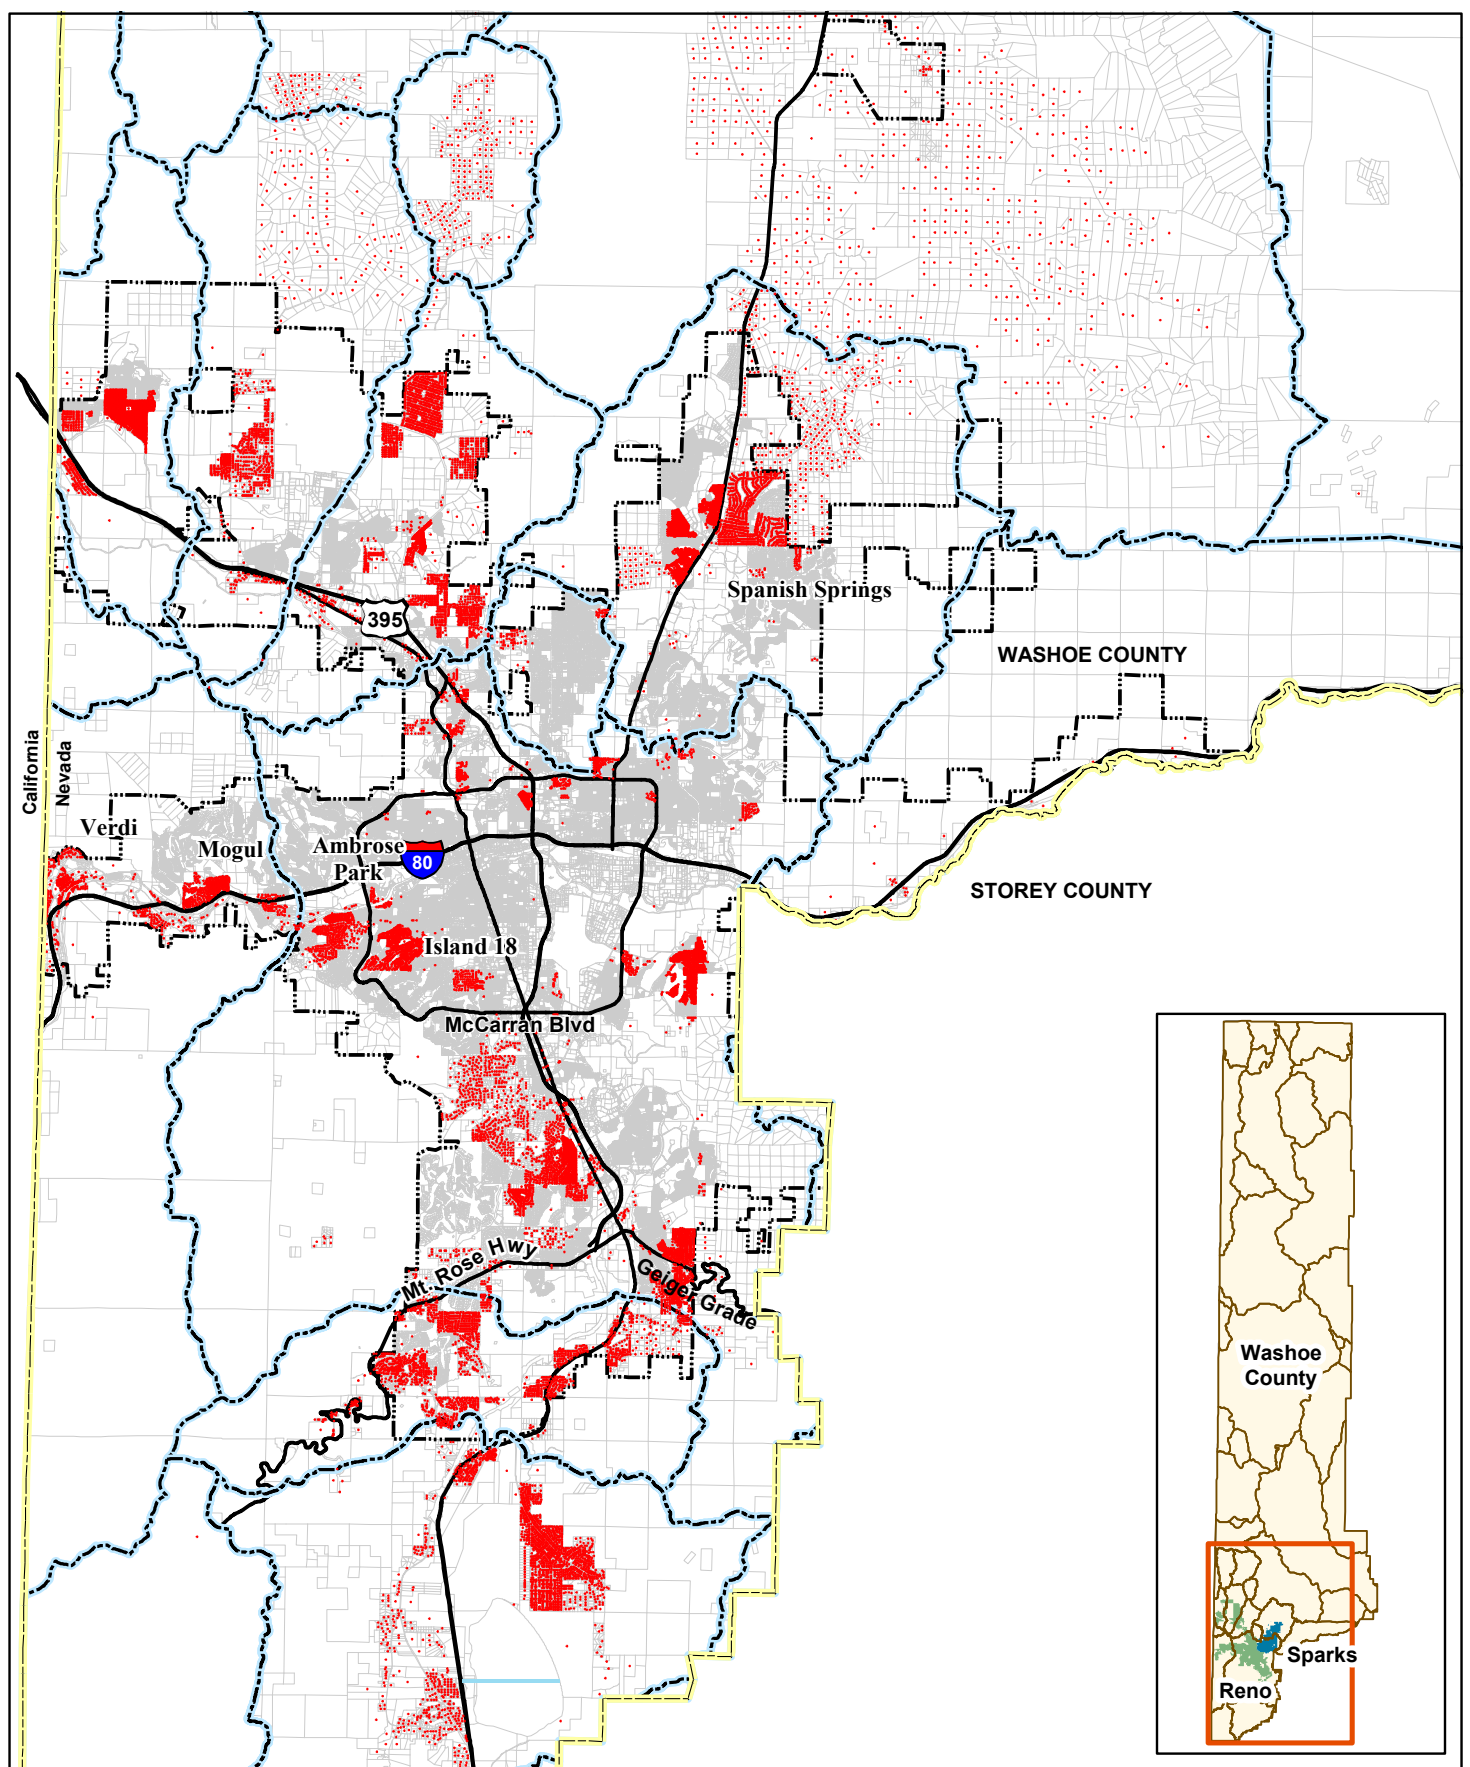 395
Spanish Springs
WASHOE COUNTY
California
Nevada
Verdi
Mogul
Ambrose
Park
80
STOREY COUNTY
Island 18
McCarran Blvd
Mt. Rose Hwy
Geiger Grade
Washoe
County
Sparks
Reno